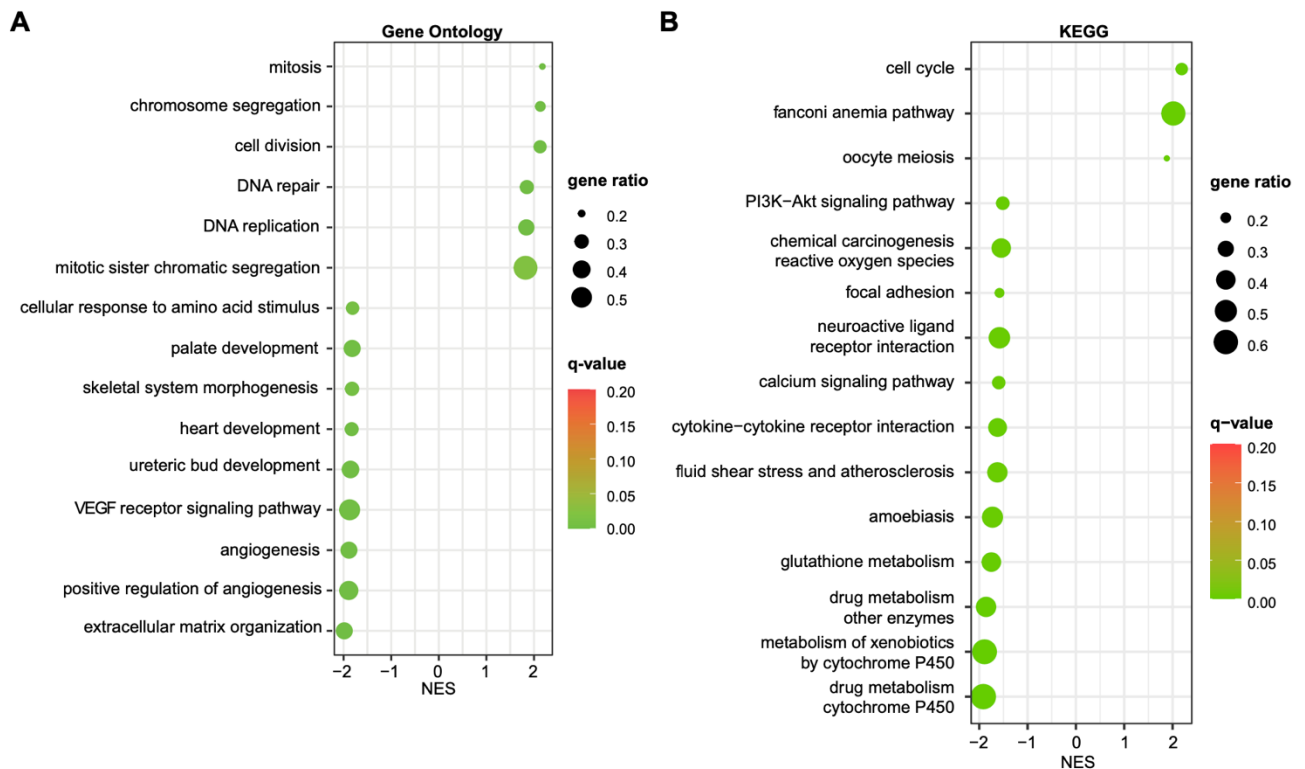 A
Gene Ontology
mitosis
chromosome segregation
cell division
DNA repair
DNA replication
mitotic sister chromatic segregation
cellular response to amino acid stimulus
palate development
skeletal system morphogenesis
heart development
ureteric bud development
VEGF receptor signaling pathway
angiogenesis
positive regulation of angiogenesis
extracellular matrix organization
−2 −1 0 1 2
NES
gene ratio
0.2
0.3
0.4
0.5
q-value
0.20
0.15
0.10
0.05
0.00
B
KEGG
cell cycle
fanconi anemia pathway
oocyte meiosis
PI3K−Akt signaling pathway
chemical carcinogenesis
reactive oxygen species
focal adhesion
neuroactive ligand
receptor interaction
calcium signaling pathway
cytokine−cytokine receptor interaction
fluid shear stress and atherosclerosis
amoebiasis
glutathione metabolism
drug metabolism
other enzymes
metabolism of xenobiotics
by cytochrome P450
drug metabolism
cytochrome P450
−2 −1 0 1 2
NES
gene ratio
0.2
0.3
0.4
0.5
0.6
q−value
0.20
0.15
0.10
0.05
0.00